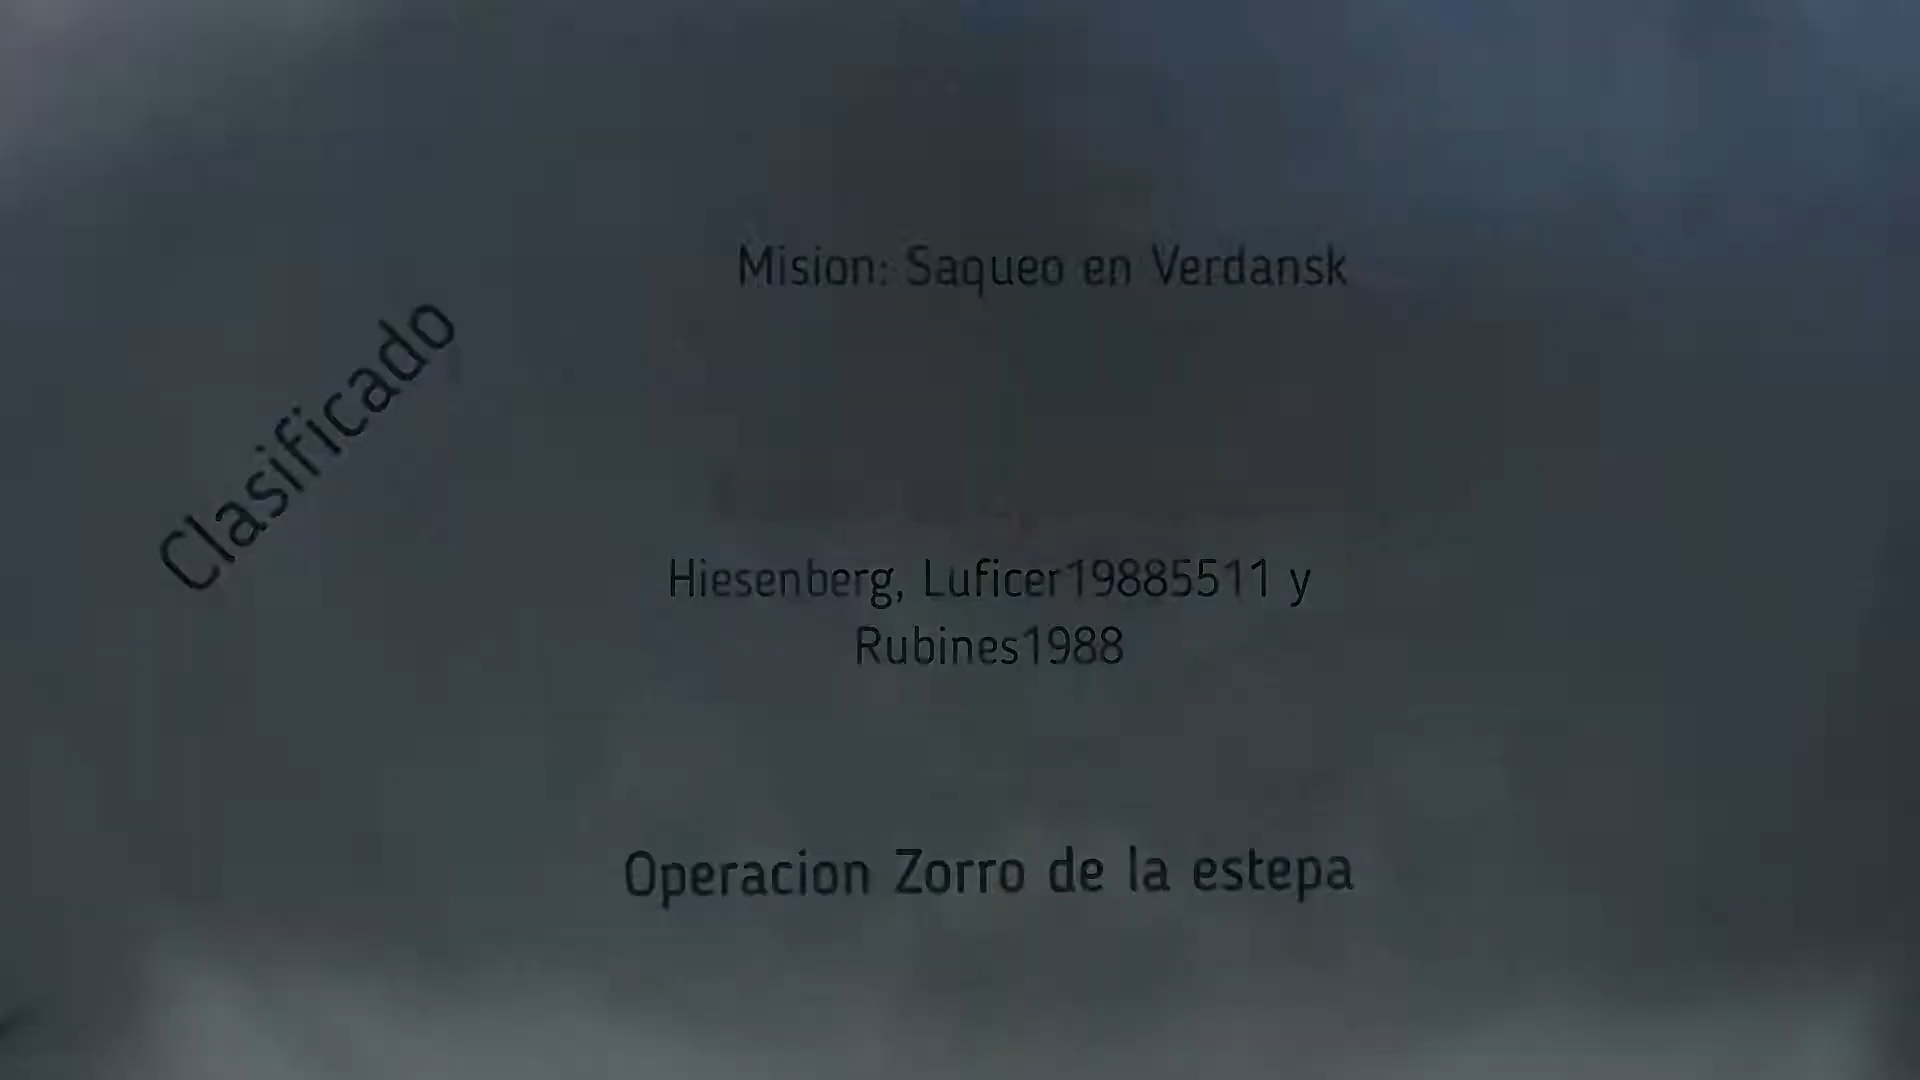 Mision: Saqueo en Verdansk
Clasificado
Hiesenberg, Luficer19885511 y
Rubines1988
Operacion Zorro de la estepa